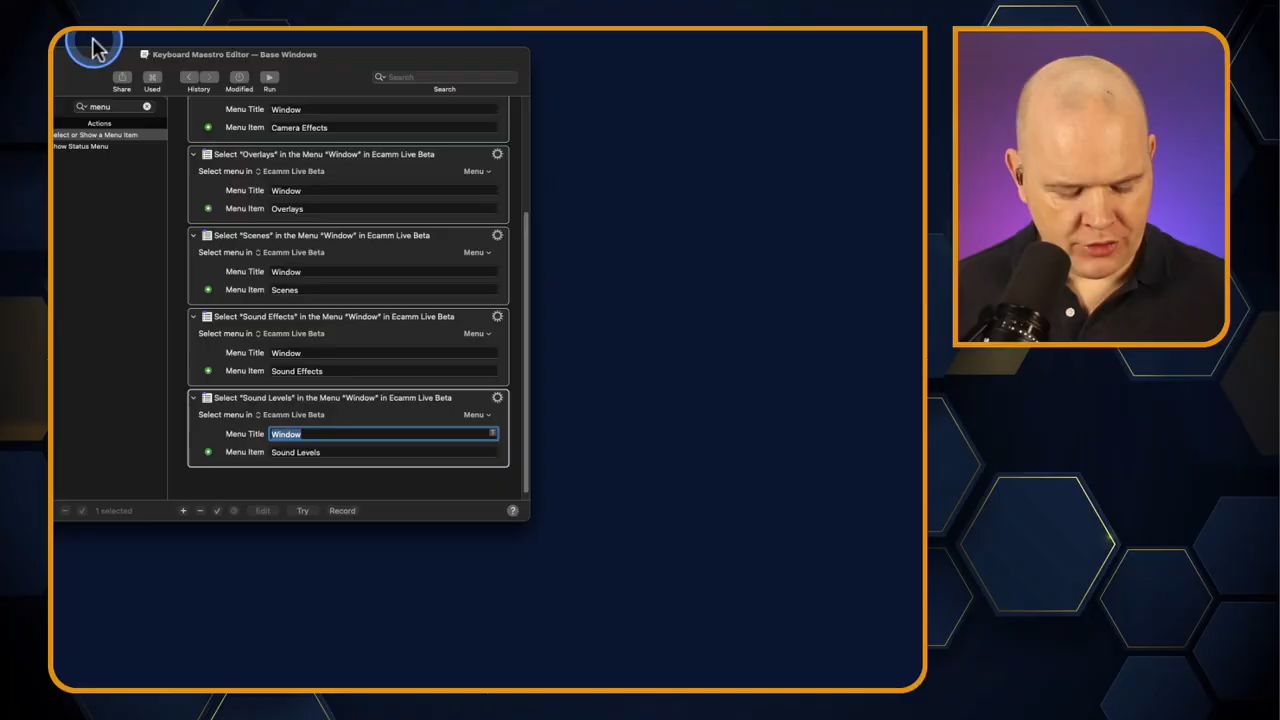 Keyboard Maestro Editor — Base Windows
Share
Used
History
Modified
Run
Search
Search
menu
Actions
elect or Show a Menu Item
how Status Menu
Menu Title Window
Menu Item Camera Effects
Select "Overlays" in the Menu "Window" in Ecamm Live Beta
Select menu in Ecamm Live Beta Menu
Menu Title Window
Menu Item Overlays
Select "Scenes" in the Menu "Window" in Ecamm Live Beta
Select menu in Ecamm Live Beta Menu
Menu Title Window
Menu Item Scenes
Select "Sound Effects" in the Menu "Window" in Ecamm Live Beta
Select menu in Ecamm Live Beta Menu
Menu Title Window
Menu Item Sound Effects
Select "Sound Levels" in the Menu "Window" in Ecamm Live Beta
Select menu in Ecamm Live Beta Menu
Menu Title Window
Menu Item Sound Levels
1 selected
Edit
Try
Record
?